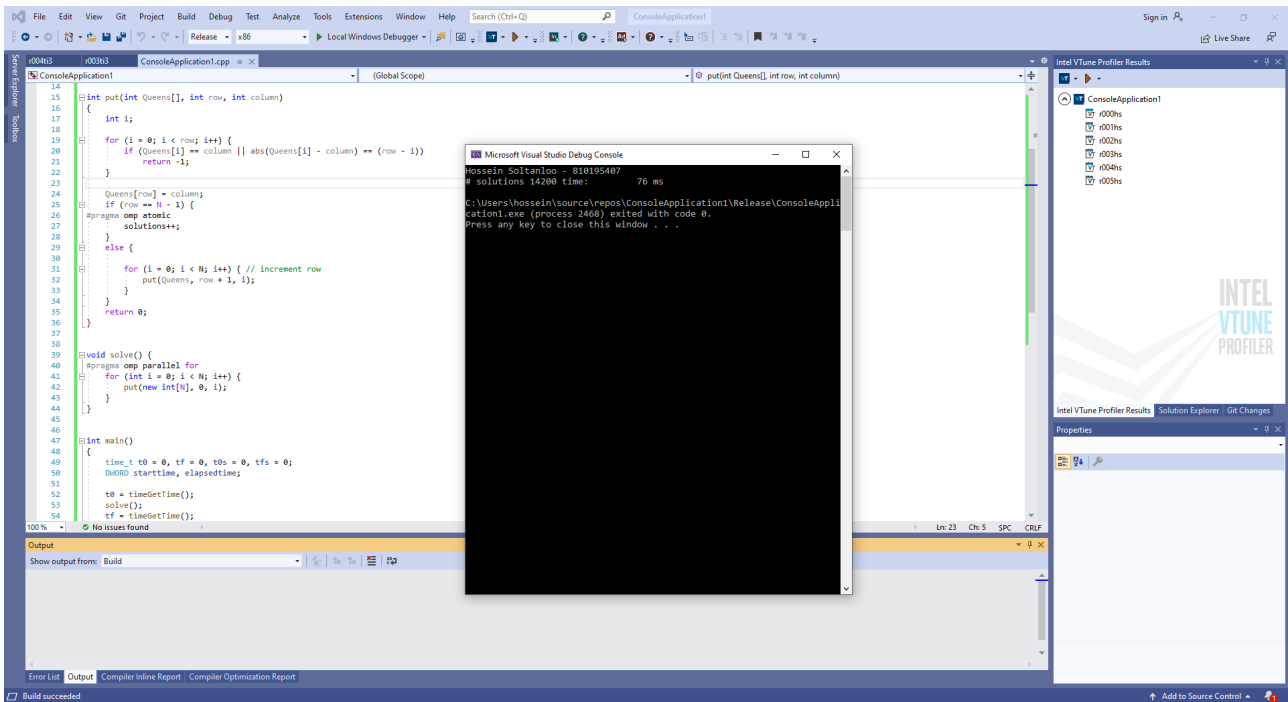 File Edit View Git Project Build Debug Test Analyze Tools Extensions Window Help Search (Ctrl+Q) ConsoleApplication1 Sign in
Release x86 Local Windows Debugger Live Share
Server Explorer
Toolbox
r004ti3 r003ti3 ConsoleApplication1.cpp
ConsoleApplication1 (Global Scope) put(int Queens[], int row, int column)
14
15 int put(int Queens[], int row, int column)
16 {
17 int i;
18
19 for (i = 0; i < row; i++) {
20 if (Queens[i] == column || abs(Queens[i] - column) == (row - i))
21 return -1;
22 }
23
24 Queens[row] = column;
25 if (row == N - 1) {
26 #pragma omp atomic
27 solutions++;
28 }
29 else {
30
31 for (i = 0; i < N; i++) { // increment row
32 put(Queens, row + 1, i);
33 }
34 }
35 return 0;
36 }
37
38
39 void solve() {
40 #pragma omp parallel for
41 for (int i = 0; i < N; i++) {
42 put(new int[N], 0, i);
43 }
44 }
45
46
47 int main()
48 {
49 time_t t0 = 0, tf = 0, t0s = 0, tfs = 0;
50 DWORD starttime, elapsedtime;
51
52 t0 = timeGetTime();
53 solve();
54 tf = timeGetTime();
100 % No issues found Ln: 23 Ch: 5 SPC CRLF
Microsoft Visual Studio Debug Console
Hossein Soltanloo - 810195407
# solutions 14200 time: 76 ms
C:\Users\hossein\source\repos\ConsoleApplication1\Release\ConsoleAppli
cation1.exe (process 2468) exited with code 0.
Press any key to close this window . . .
Intel VTune Profiler Results
ConsoleApplication1
r000hs
r001hs
r002hs
r003hs
r004hs
r005hs
INTEL
VTUNE
PROFILER
Intel VTune Profiler Results Solution Explorer Git Changes
Properties
Output
Show output from: Build
Error List Output Compiler Inline Report Compiler Optimization Report
Build succeeded Add to Source Control 1